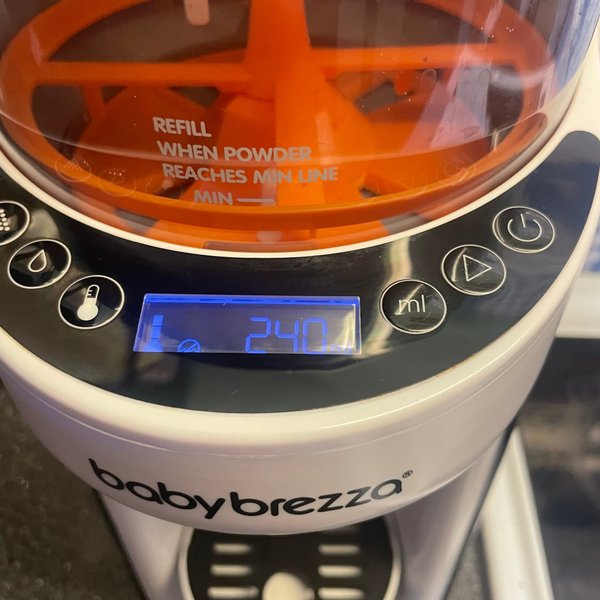 REFILL
WHEN POWDER
REACHES MIN LINE
MIN
240
ml
babybrezza®